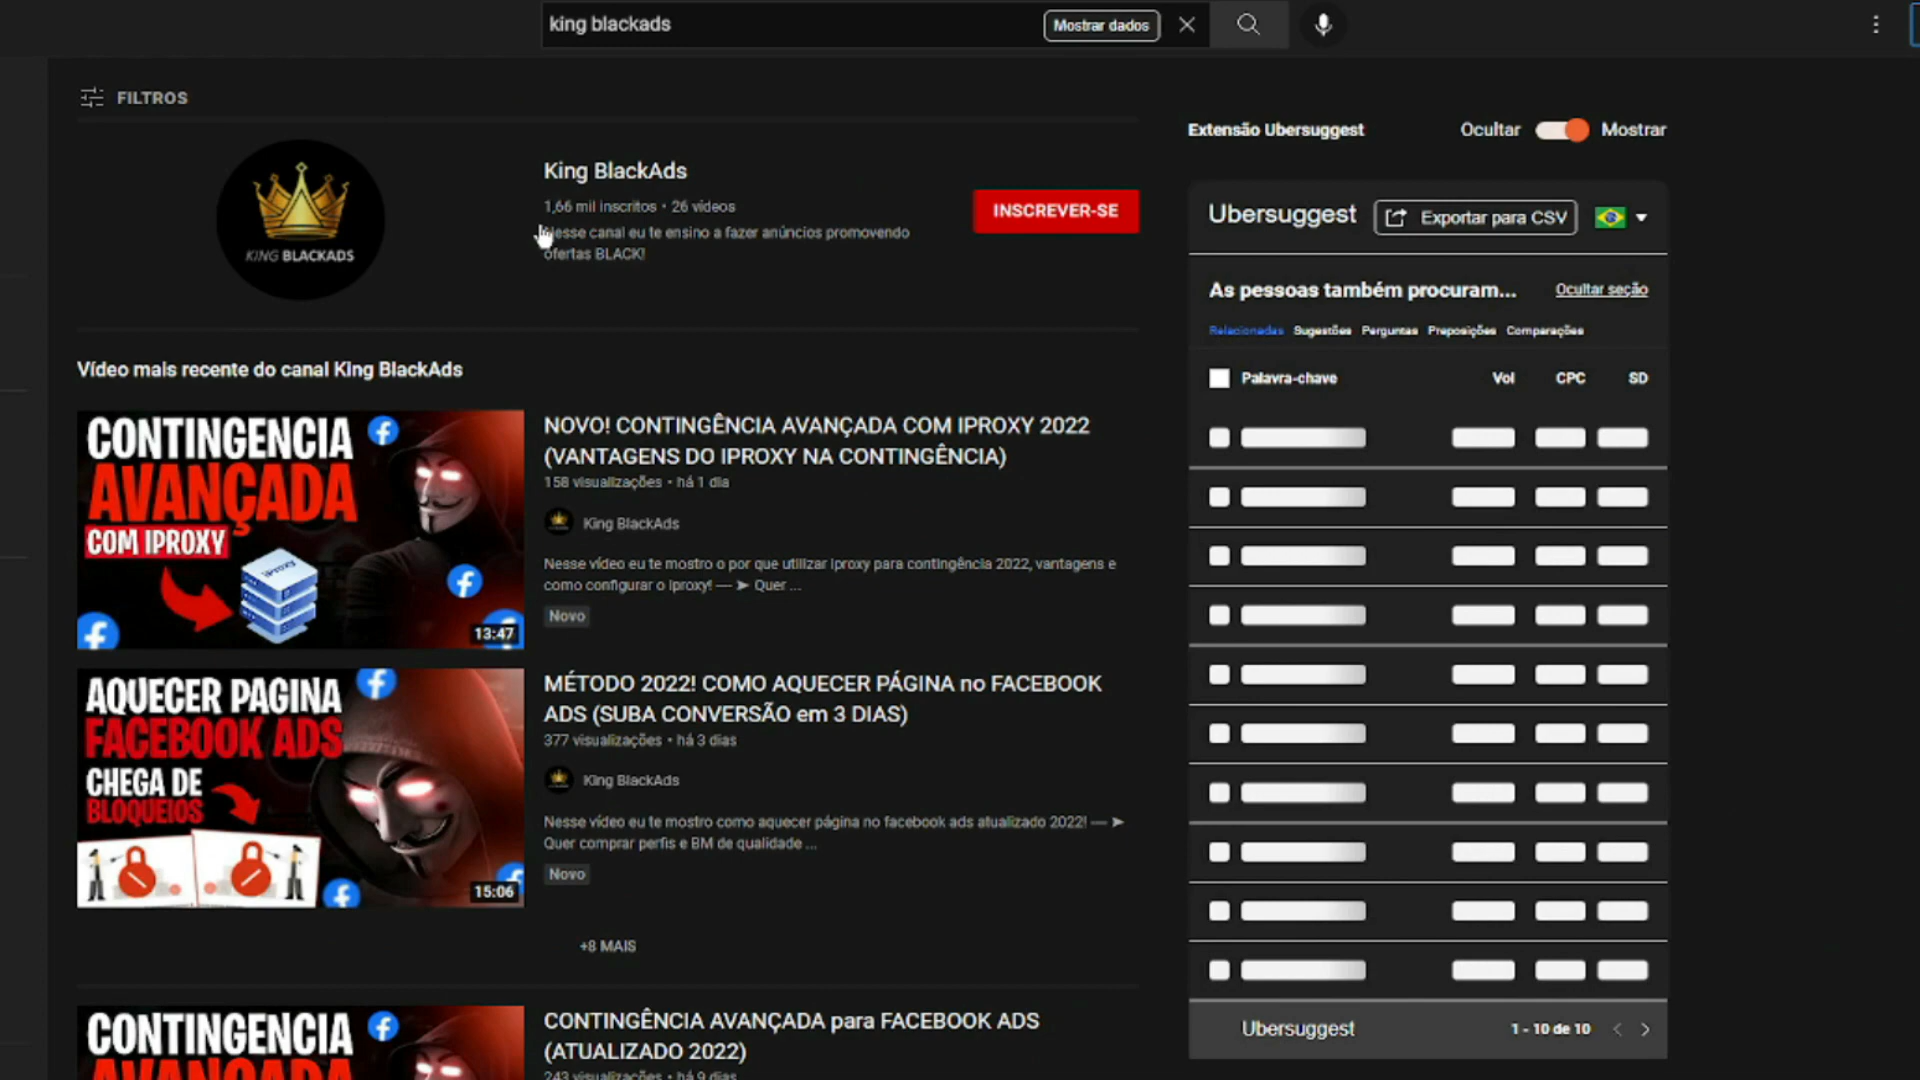 king blackads
Mostrar dados
FILTROS
KING BLACKADS
King BlackAds
1,66 mil inscritos • 26 vídeos
Nesse canal eu te ensino a fazer anúncios promovendo
ofertas BLACK!
INSCREVER-SE
Vídeo mais recente do canal King BlackAds
CONTINGENCIA
AVANÇADA
COM IPROXY
iproxy
13:47
NOVO! CONTINGÊNCIA AVANÇADA COM IPROXY 2022
(VANTAGENS DO IPROXY NA CONTINGÊNCIA)
158 visualizações • há 1 dia
King BlackAds
Nesse vídeo eu te mostro o por que utilizar iproxy para contingência 2022, vantagens e
como configurar o iproxy! — ➤ Quer ...
Novo
AQUECER PAGINA
FACEBOOK ADS
CHEGA DE
BLOQUEIOS
15:06
MÉTODO 2022! COMO AQUECER PÁGINA no FACEBOOK
ADS (SUBA CONVERSÃO em 3 DIAS)
377 visualizações • há 3 dias
King BlackAds
Nesse vídeo eu te mostro como aquecer página no facebook ads atualizado 2022! — ➤
Quer comprar perfis e BM de qualidade ...
Novo
+8 MAIS
CONTINGENCIA
AVANÇADA
CONTINGÊNCIA AVANÇADA para FACEBOOK ADS
(ATUALIZADO 2022)
243 visualizações • há 9 dias
Extensão Ubersuggest
Ocultar
Mostrar
Ubersuggest
Exportar para CSV
As pessoas também procuram...
Ocultar seção
Relacionadas Sugestões Perguntas Preposições Comparações
Palavra-chave Vol CPC SD
Ubersuggest
1 - 10 de 10